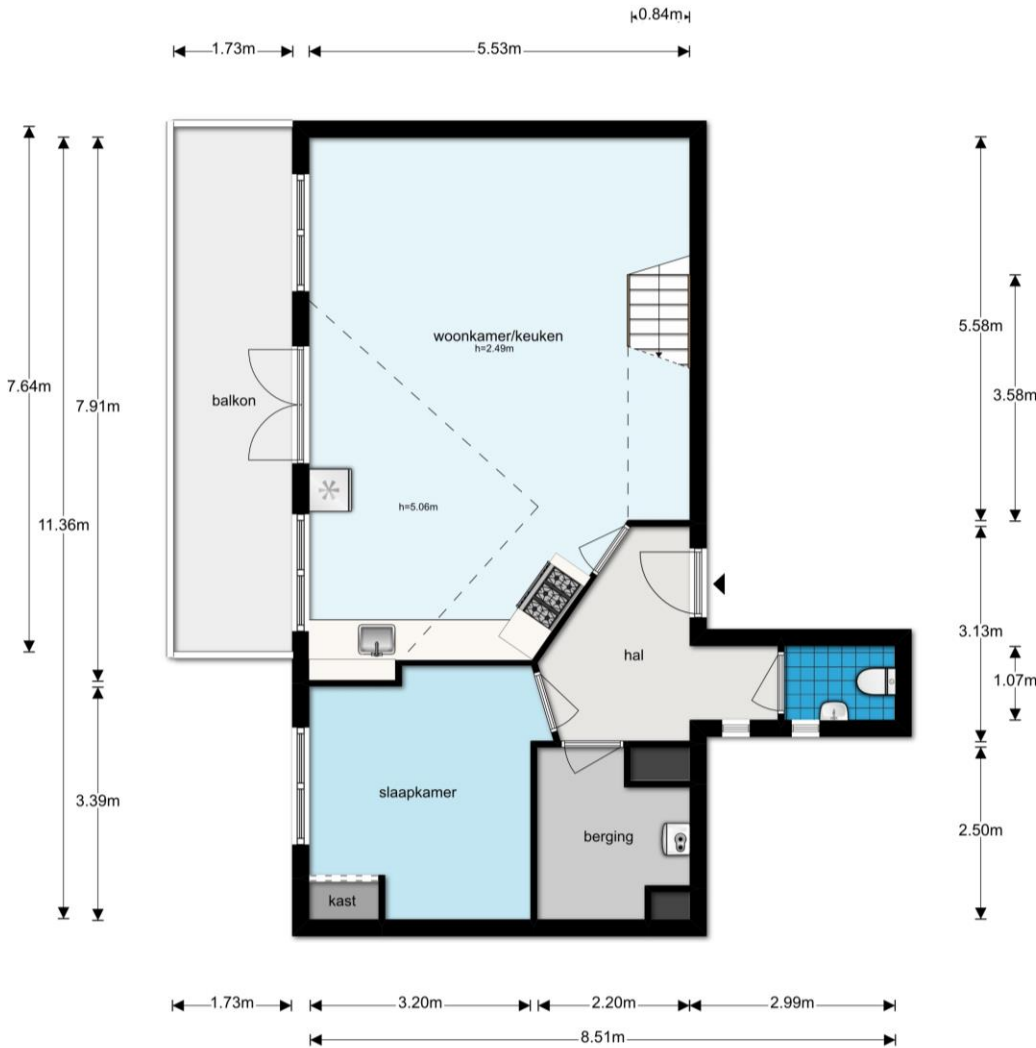 0.84m
1.73m
5.53m
7.64m
11.36m
7.91m
3.39m
woonkamer/keuken
h=2.49m
balkon
h=5.06m
hal
slaapkamer
berging
kast
5.58m
3.58m
3.13m
1.07m
2.50m
1.73m
3.20m
2.20m
2.99m
8.51m